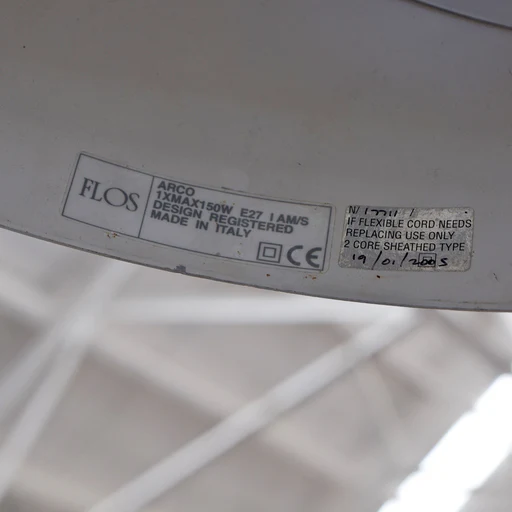 FLOS
ARCO
1XMAX150W E27 I AM/S
DESIGN REGISTERED
MADE IN ITALY
CE
IF FLEXIBLE CORD NEEDS
REPLACING USE ONLY
2 CORE SHEATHED TYPE
19/01/2005